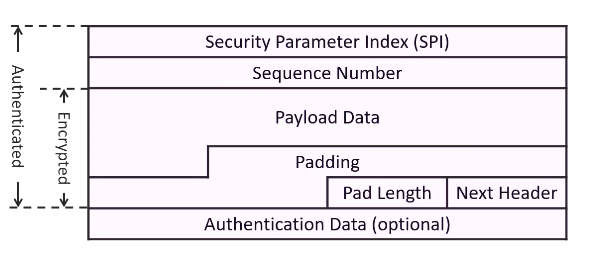 Security Parameter Index (SPI)
Sequence Number
Payload Data
Padding
Pad Length
Next Header
Authentication Data (optional)
Authenticated
Encrypted